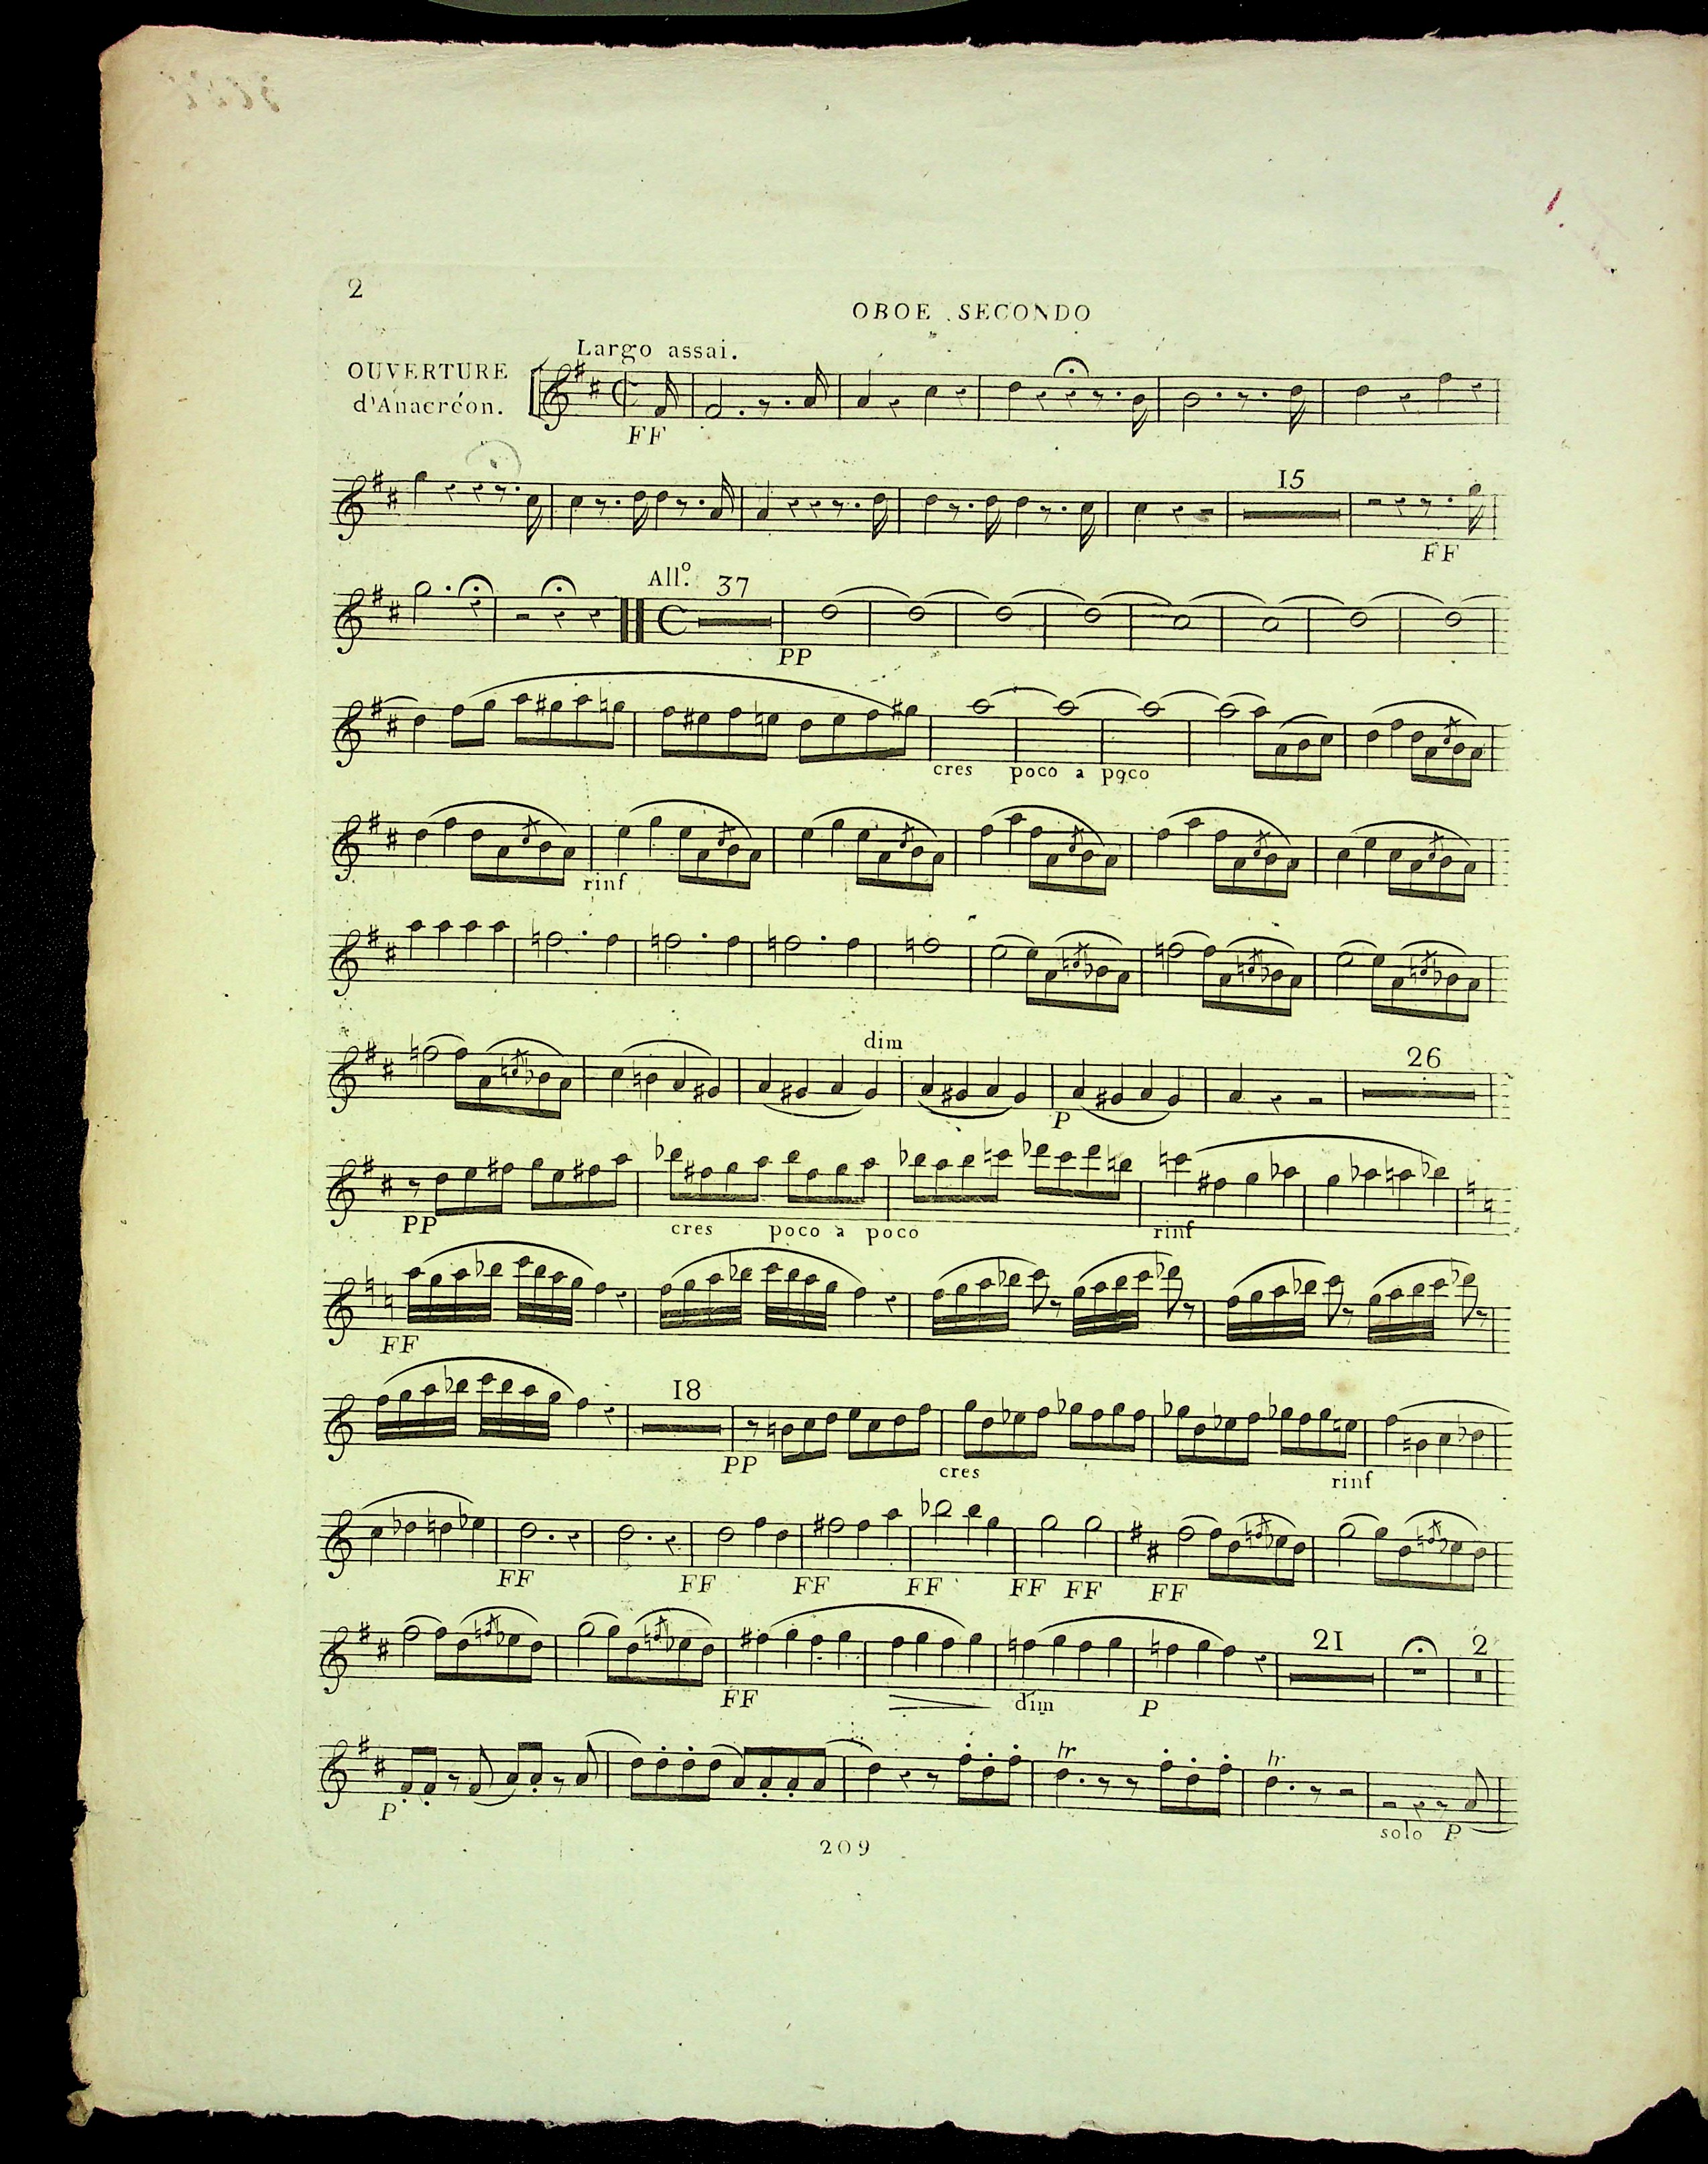 2
OBOE SECONDO
Largo assai.
OUVERTURE
d'Anacréon.
FF
15
FF
All.o 37
PP
cres poco a poco
rinf
dim
P
26
PP cres poco a poco rinf
FF
18
PP cres rinf
FF FF FF FF FF FF FF
21 2
FF dim P
tr tr
P solo P
209